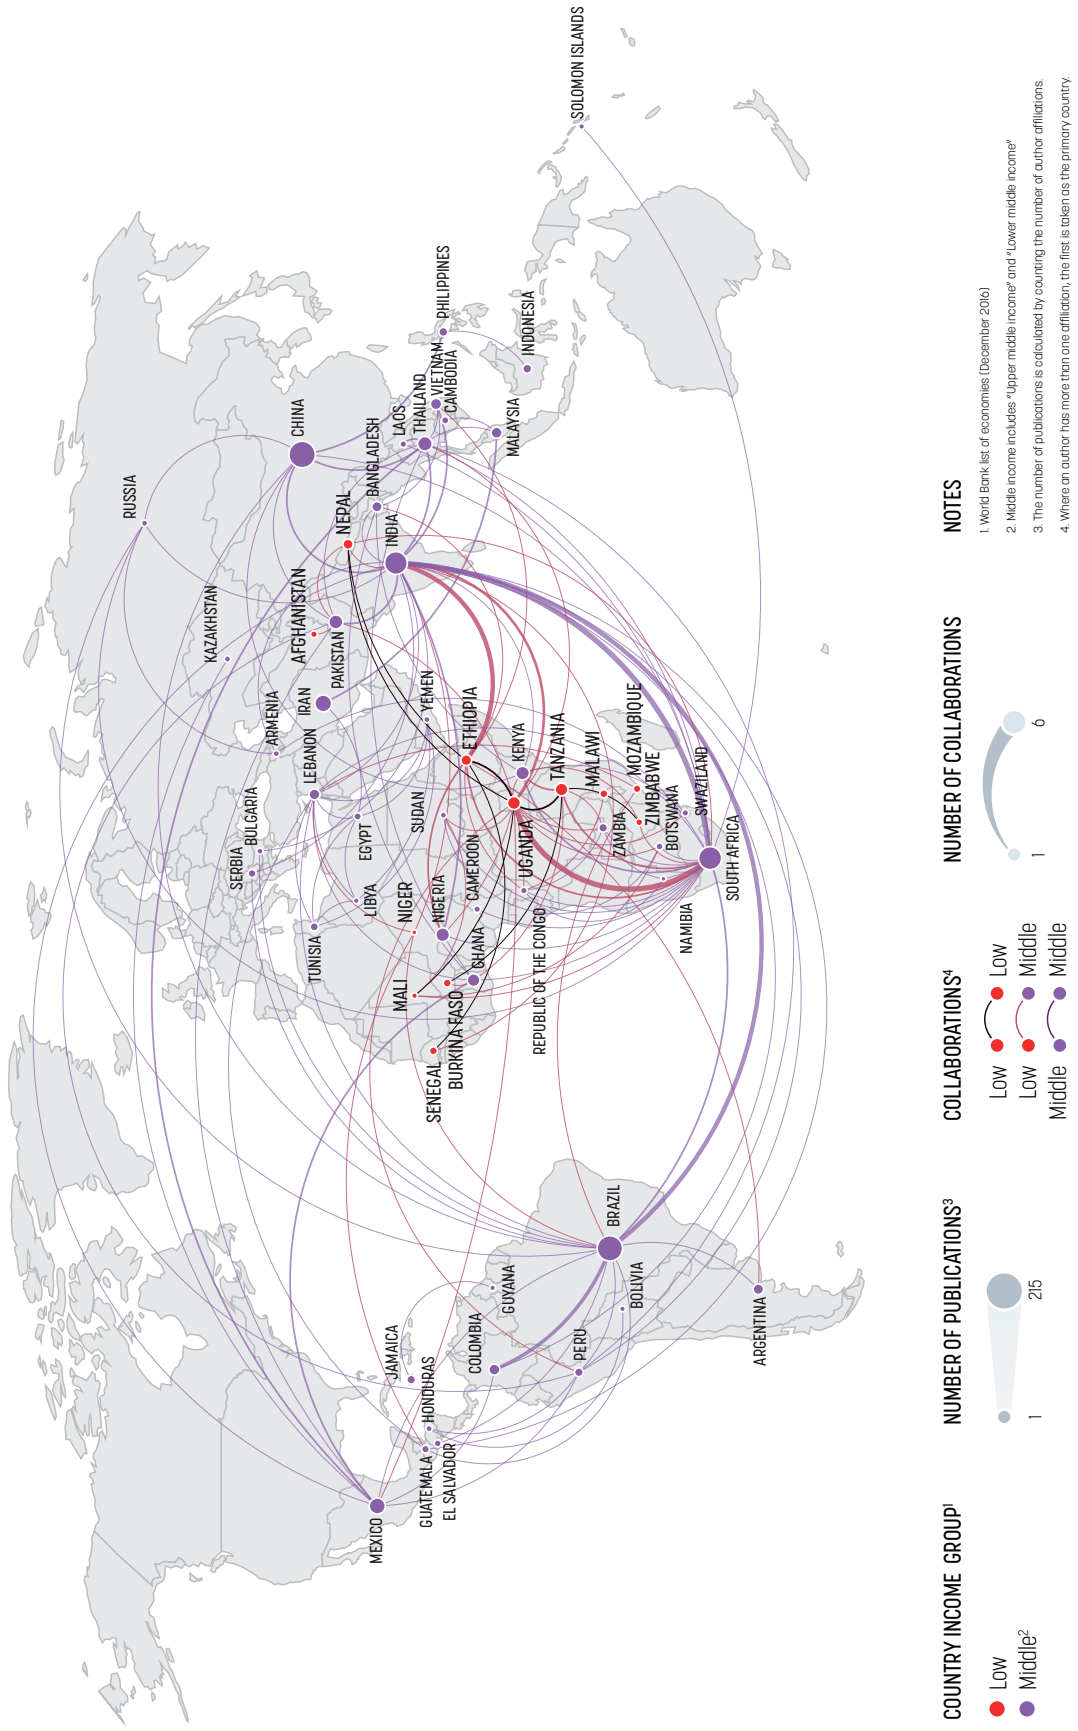 RUSSIA
KAZAKHSTAN
CHINA
ARMENIA
SERBIA
BULGARIA
LEBANON
IRAN
AFGHANISTAN
PAKISTAN
NEPAL
INDIA
BANGLADESH
LAOS
THAILAND
VIETNAM
CAMBODIA
PHILIPPINES
MALAYSIA
INDONESIA
SOLOMON ISLANDS
TUNISIA
LIBYA
EGYPT
YEMEN
SUDAN
NIGER
MALI
NIGERIA
CAMEROON
GHANA
SENEGAL
BURKINA FASO
ETHIOPIA
KENYA
UGANDA
TANZANIA
REPUBLIC OF THE CONGO
MALAWI
MOZAMBIQUE
ZIMBABWE
ZAMBIA
BOTSWANA
SWAZILAND
NAMIBIA
SOUTH AFRICA
MEXICO
GUATEMALA
EL SALVADOR
HONDURAS
JAMAICA
COLOMBIA
GUYANA
PERU
BOLIVIA
BRAZIL
ARGENTINA
COUNTRY INCOME GROUP¹
Low
Middle²
NUMBER OF PUBLICATIONS³
1 215
COLLABORATIONS⁴
Low Low
Low Middle
Middle Middle
NUMBER OF COLLABORATIONS
1 6
NOTES
1. World Bank list of economies (December 2016)
2. Middle income includes "Upper middle income" and "Lower middle income"
3. The number of publications is calculated by counting the number of author affiliations.
4. Where an author has more than one affiliation, the first is taken as the primary country.